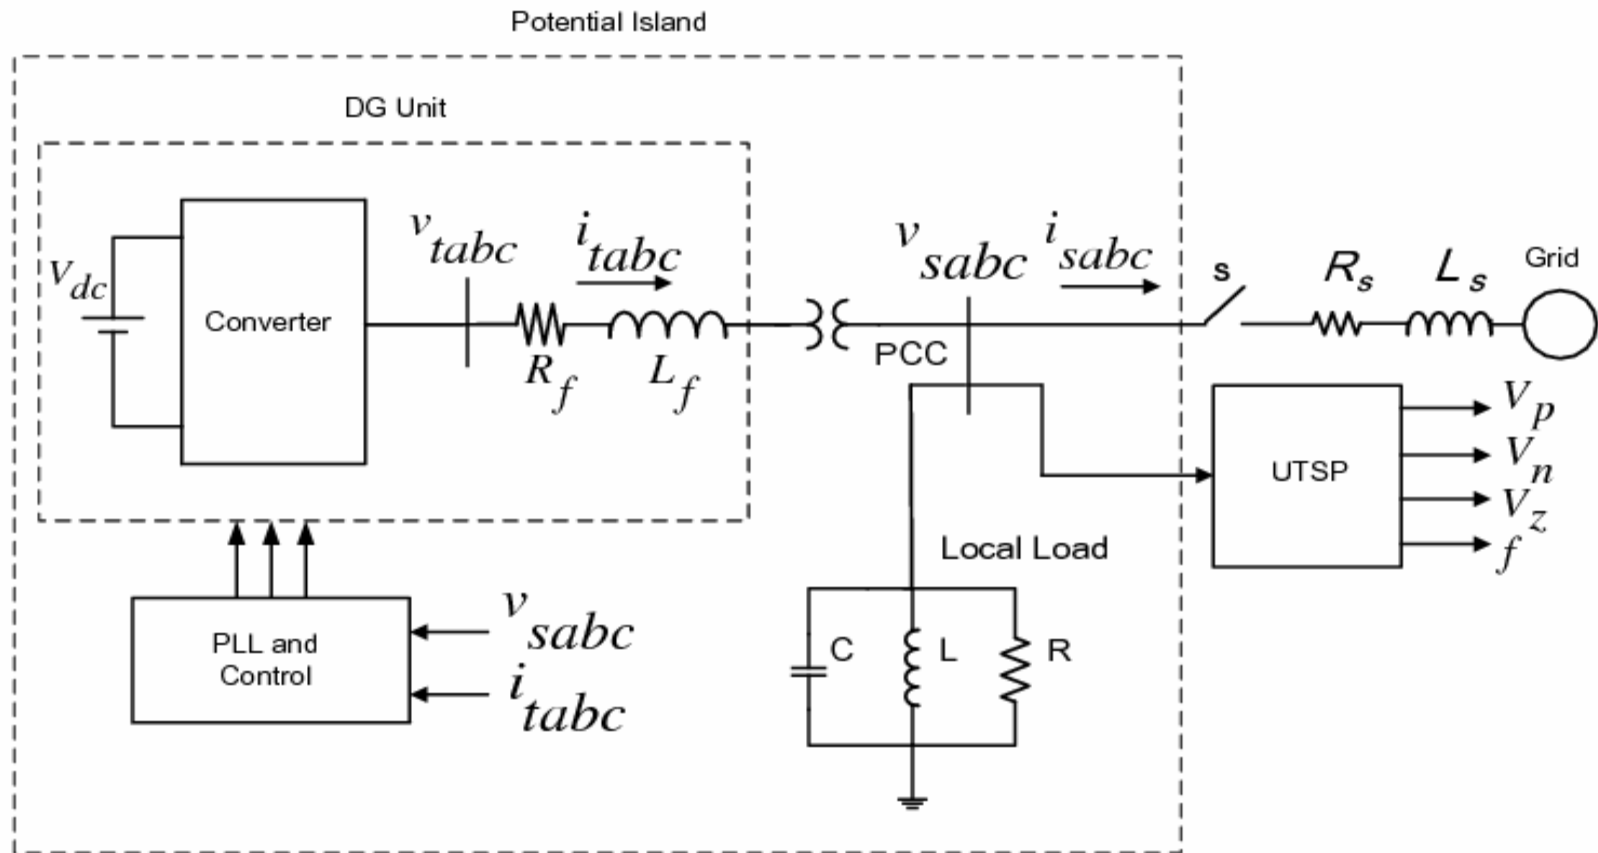 Potential Island
DG Unit
V dc
Converter
v tabc
i tabc
R f
L f
v sabc
i sabc
PCC
s
R s
L s
Grid
V p
V n
V z
f
UTSP
Local Load
C
L
R
PLL and
Control
v sabc
i tabc